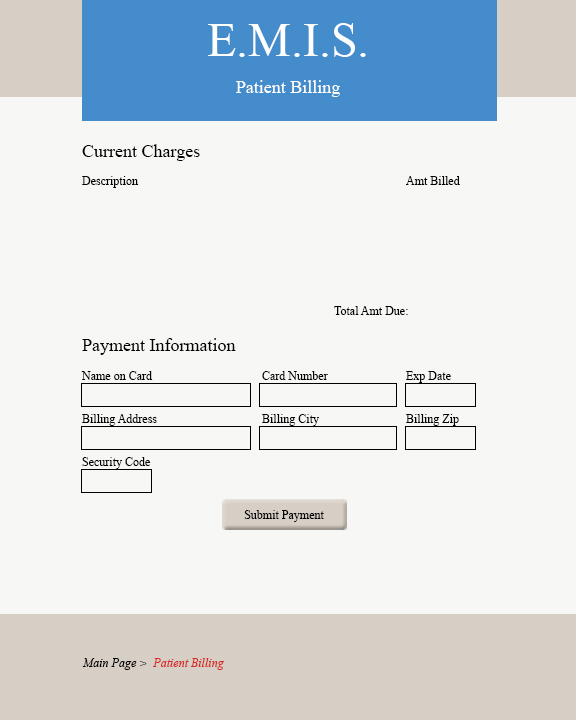 E.M.I.S.
Patient Billing
Current Charges
Description Amt Billed
Total Amt Due:
Payment Information
Name on Card Card Number Exp Date
Billing Address Billing City Billing Zip
Security Code
Submit Payment
Main Page > Patient Billing